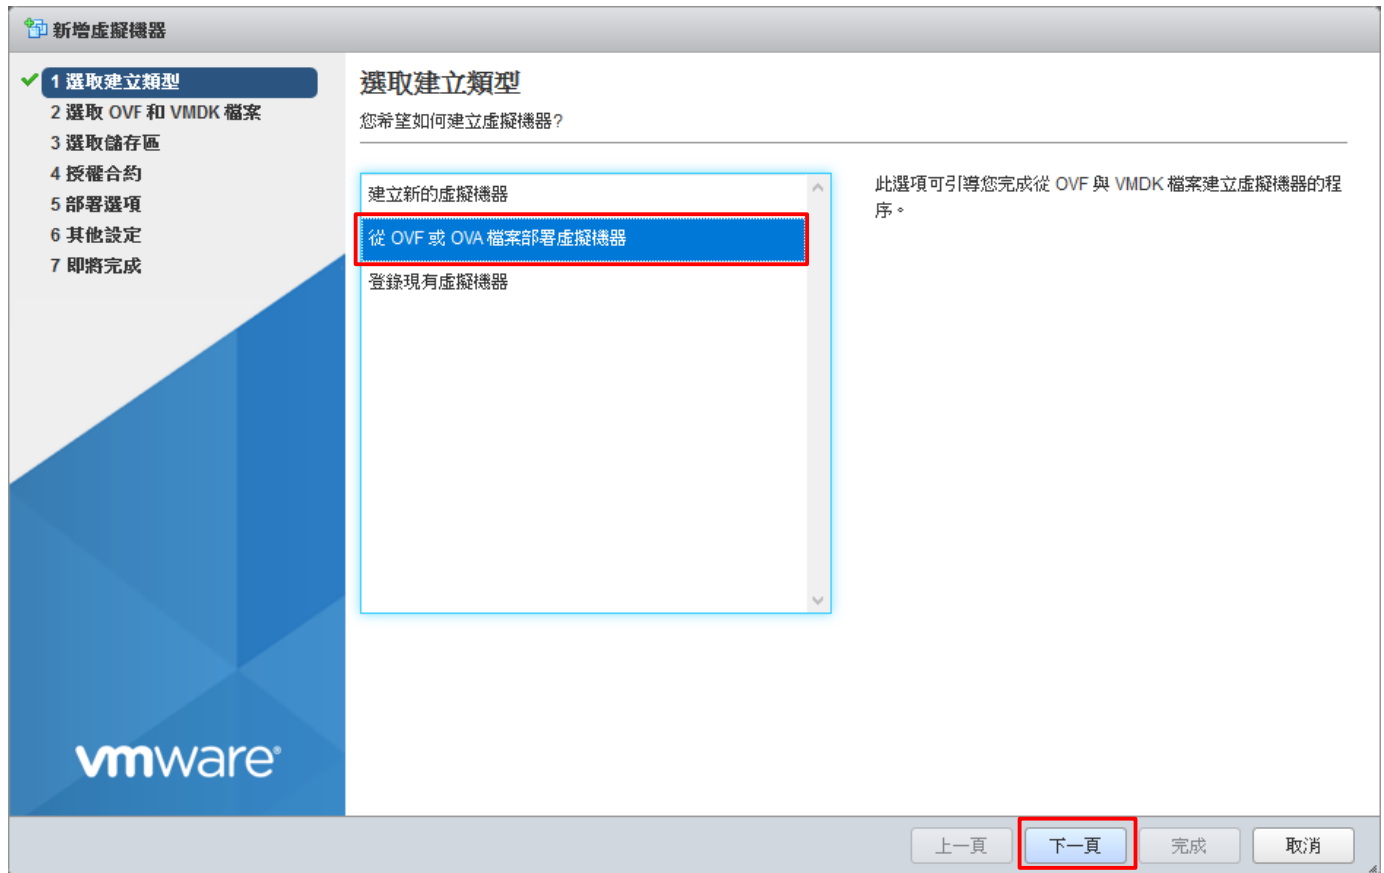 新增虛擬機器
1 選取建立類型
2 選取 OVF 和 VMDK 檔案
3 選取儲存區
4 授權合約
5 部署選項
6 其他設定
7 即將完成
選取建立類型
您希望如何建立虛擬機器?
建立新的虛擬機器
從 OVF 或 OVA 檔案部署虛擬機器
登錄現有虛擬機器
此選項可引導您完成從 OVF 與 VMDK 檔案建立虛擬機器的程
序。
vmware®
上一頁
下一頁
完成
取消